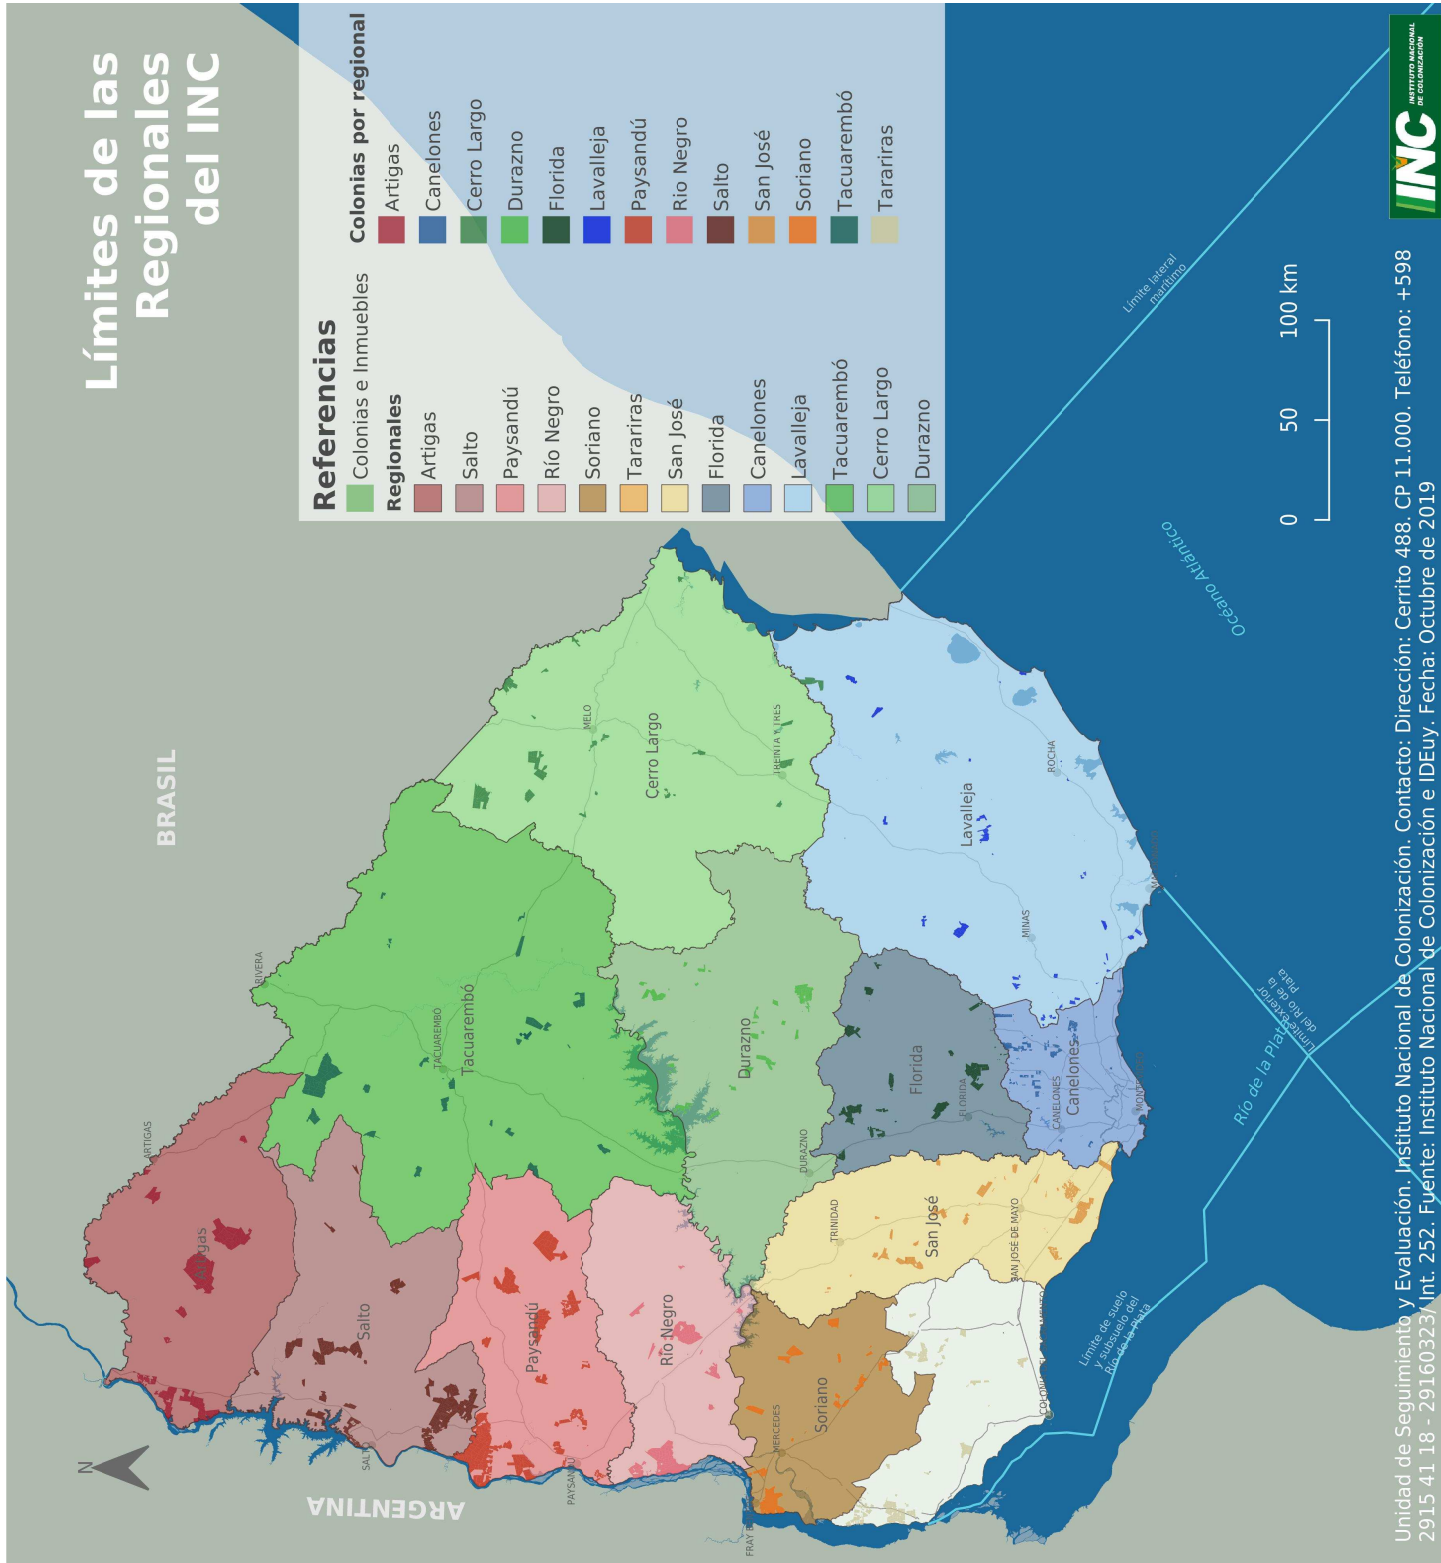 Límites de las
Regionales
del INC
Referencias
Colonias e Inmuebles
Regionales
Artigas
Salto
Paysandú
Río Negro
Soriano
Tarariras
San José
Florida
Canelones
Lavalleja
Tacuarembó
Cerro Largo
Durazno
Colonias por regional
Artigas
Canelones
Cerro Largo
Durazno
Florida
Lavalleja
Paysandú
Rio Negro
Salto
San José
Soriano
Tacuarembó
Tarariras
N
BRASIL
ARGENTINA
ARTIGAS
Artigas
RIVERA
SALTO
Salto
TACUAREMBÓ
Tacuarembó
PAYSANDÚ
Paysandú
MELO
Cerro Largo
Río Negro
TREINTA Y TRES
Durazno
DURAZNO
FRAY B
MERCEDES
Soriano
TRINIDAD
San José
SAN JOSÉ DE MAYO
Florida
FLORIDA
Lavalleja
MINAS
ROCHA
CANELONES
Canelones
Límite lateral
marítimo
Océano Atlántico
Río de la Plata
Límite exterior
del Río de la
Plata
Límite de suelo
y subsuelo del
Río de la Plata
0 50 100 km
INC
INSTITUTO NACIONAL
DE COLONIZACIÓN
Unidad de Seguimiento y Evaluación. Instituto Nacional de Colonización. Contacto: Dirección: Cerrito 488. CP 11.000. Teléfono: +598
2915 41 18 - 29160323/ Int. 252. Fuente: Instituto Nacional de Colonización e IDEuy. Fecha: Octubre de 2019